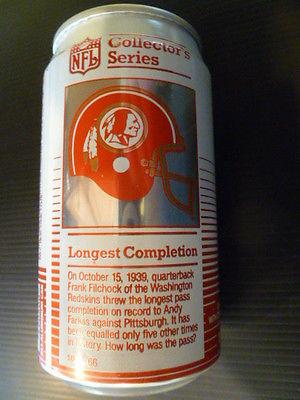 NFL
Collector's
Series
Longest Completion
On October 15, 1939, quarterback
Frank Filchock of the Washington
Redskins threw the longest pass
completion on record to Andy
Farkas against Pittsburgh. It has
been equalled only five other times
in history. How long was the pass?
66